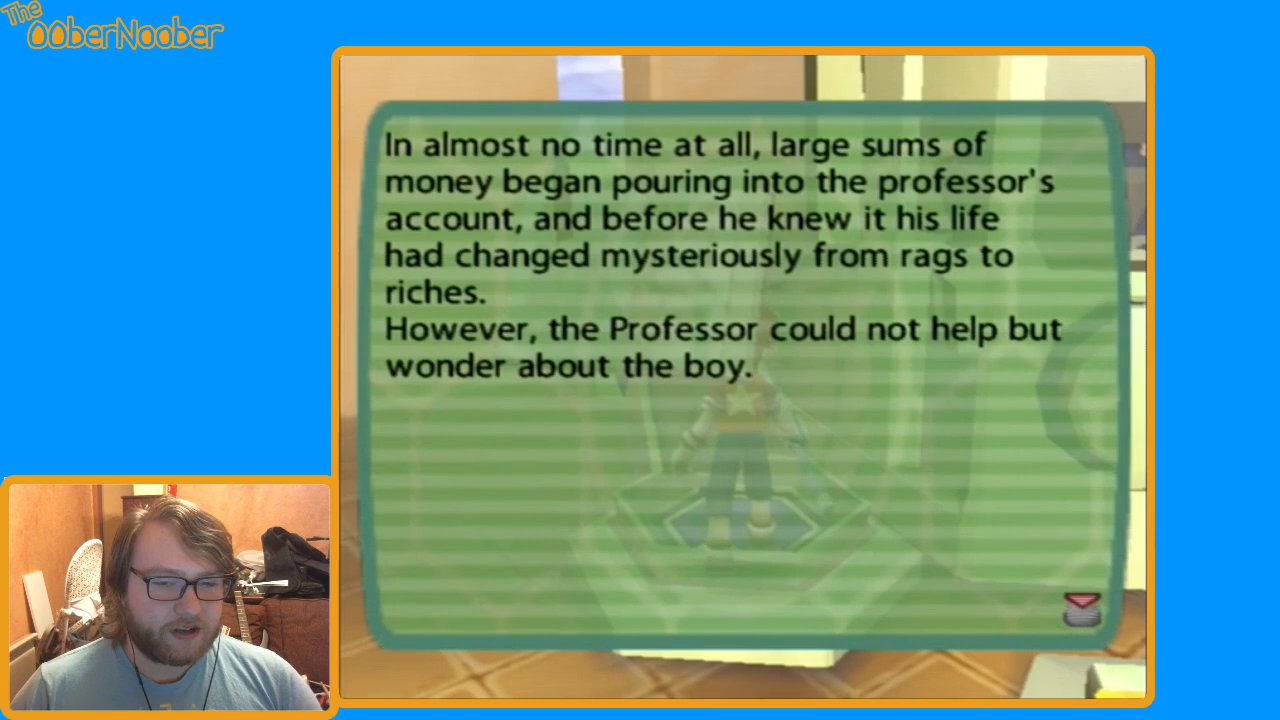 The
OOberNoober
In almost no time at all, large sums of
money began pouring into the professor's
account, and before he knew it his life
had changed mysteriously from rags to
riches.
However, the Professor could not help but
wonder about the boy.